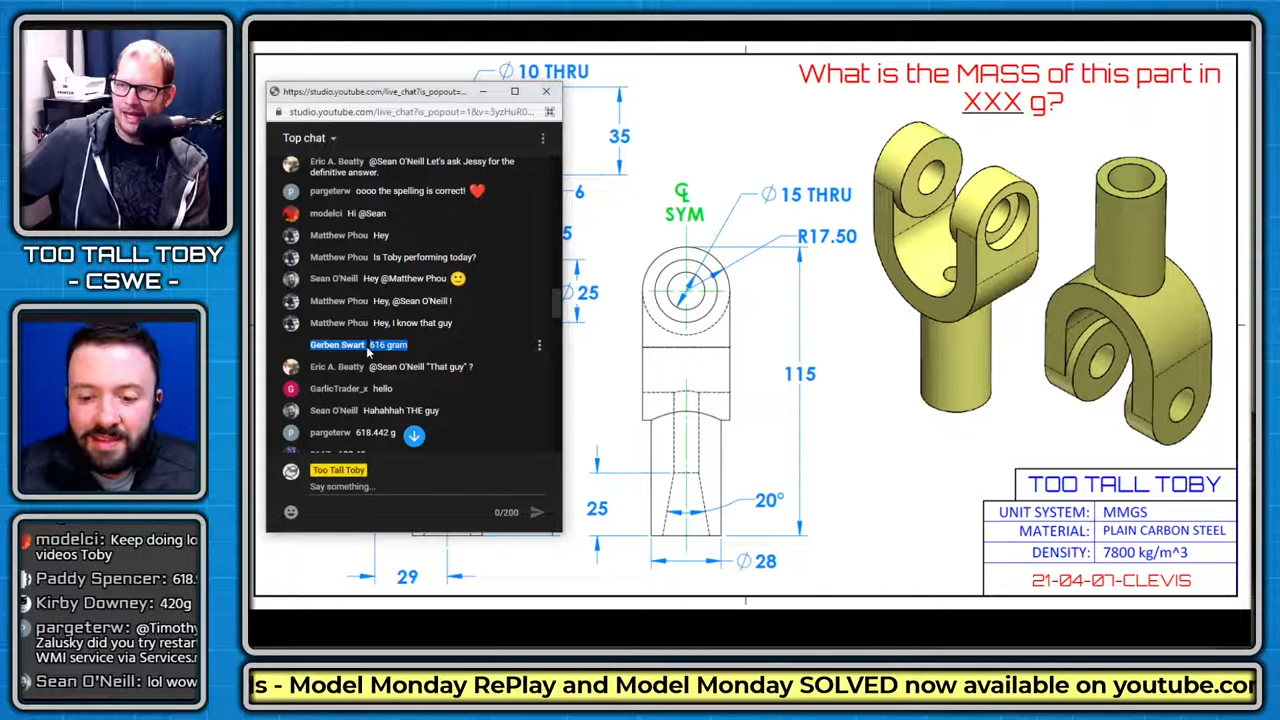 TOO TALL TOBY
- CSWE -
modelci: Keep doing lo
videos Toby
Paddy Spencer: 618.
Kirby Downey: 420g
pargeterw: @Timothy
Zalusky did you try restar
WMI service via Services.
Sean O'Neill: lol wow
https://studio.youtube.com/live_chat?is_popout=...
studio.youtube.com/live_chat?is_popout=1&v=3yzHuR0...
Top chat
Eric A. Beatty @Sean O'Neill Let's ask Jessy for the
definitive answer.
pargeterw oooo the spelling is correct! ❤️
modelci Hi @Sean
Matthew Phou Hey
Matthew Phou Is Toby performing today?
Sean O'Neill Hey @Matthew Phou 🙂
Matthew Phou Hey, @Sean O'Neill !
Matthew Phou Hey, I know that guy
Gerben Swart 616 gram
Eric A. Beatty @Sean O'Neill "That guy" ?
GarlicTrader_x hello
Sean O'Neill Hahahhah THE guy
pargeterw 618.442 g
Too Tall Toby
Say something...
0/200
∅ 10 THRU
35
6
5
∅ 25
29
℄
SYM
∅ 15 THRU
R17.50
115
25
20°
∅ 28
What is the MASS of this part in
XXX g?
TOO TALL TOBY
UNIT SYSTEM: MMGS
MATERIAL: PLAIN CARBON STEEL
DENSITY: 7800 kg/m^3
21-04-07-CLEVIS
ls - Model Monday RePlay and Model Monday SOLVED now available on youtube.co